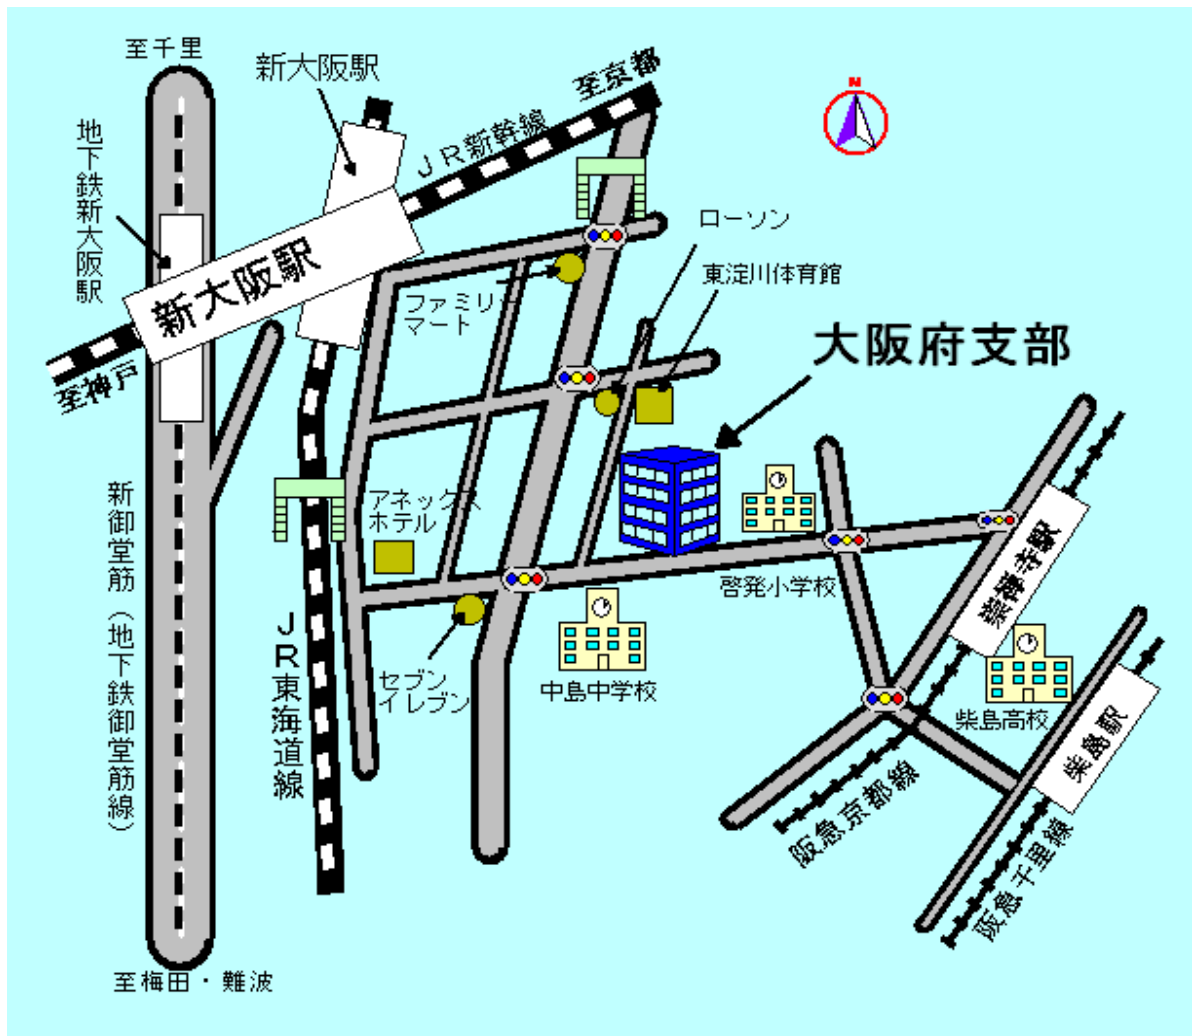 至千里
新大阪駅
至京都
N
地下鉄新大阪駅
JR新幹線
ローソン
東淀川体育館
新大阪駅
ファミリー
マート
大阪府支部
至神戸
新御堂筋(地下鉄御堂筋線)
アネックス
ホテル
崇禅寺駅
啓発小学校
JR東海道線
セブン
イレブン
中島中学校
柴島高校
柴島駅
阪急京都線
阪急千里線
至梅田・難波